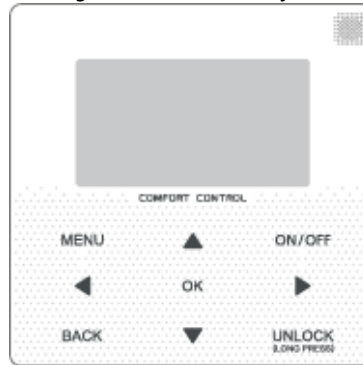 COMFORT CONTROL
MENU
ON/OFF
OK
BACK
UNLOCK
(LONG PRESS)